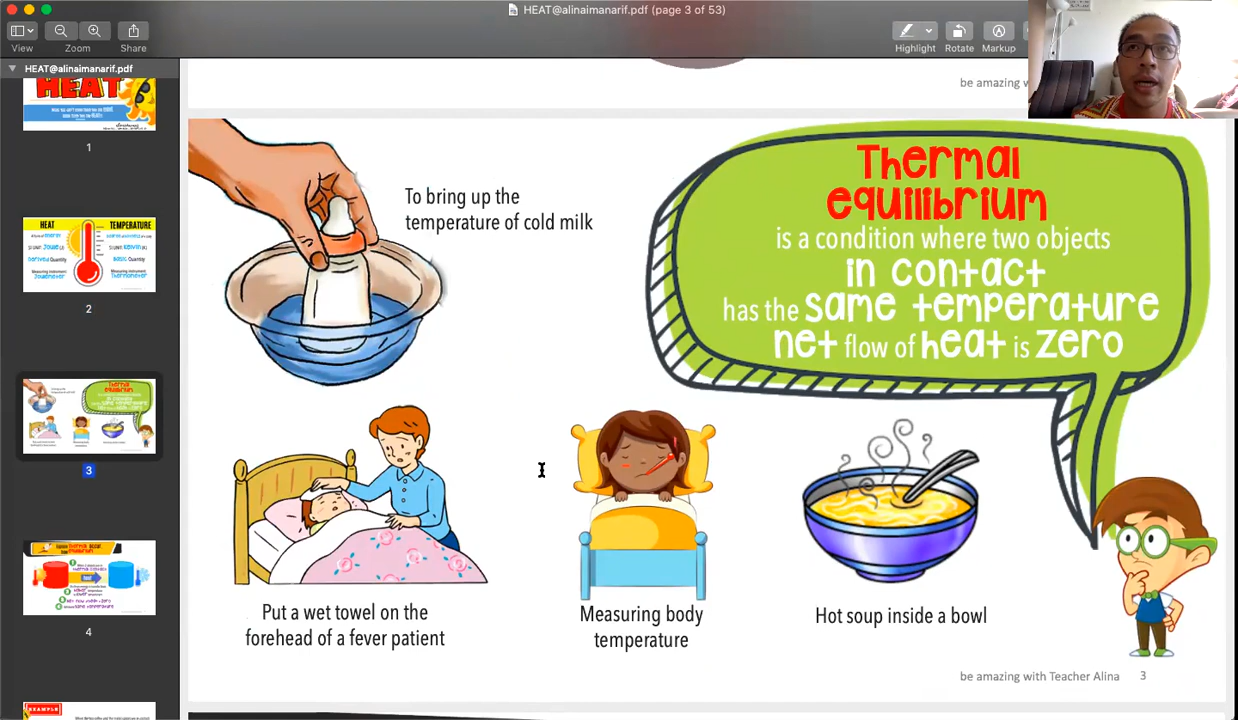 HEAT@alinaimanarif.pdf (page 3 of 53)
View
Zoom
Share
Highlight
Rotate
Markup
HEAT@alinaimanarif.pdf
HEAT
1
HEAT
TEMPERATURE
2
3
4
EXAMPLE
be amazing w
To bring up the
temperature of cold milk
Thermal
equilibrium
is a condition where two objects
in contact
has the same temperature
net flow of heat is zero
Put a wet towel on the
forehead of a fever patient
Measuring body
temperature
Hot soup inside a bowl
be amazing with Teacher Alina 3